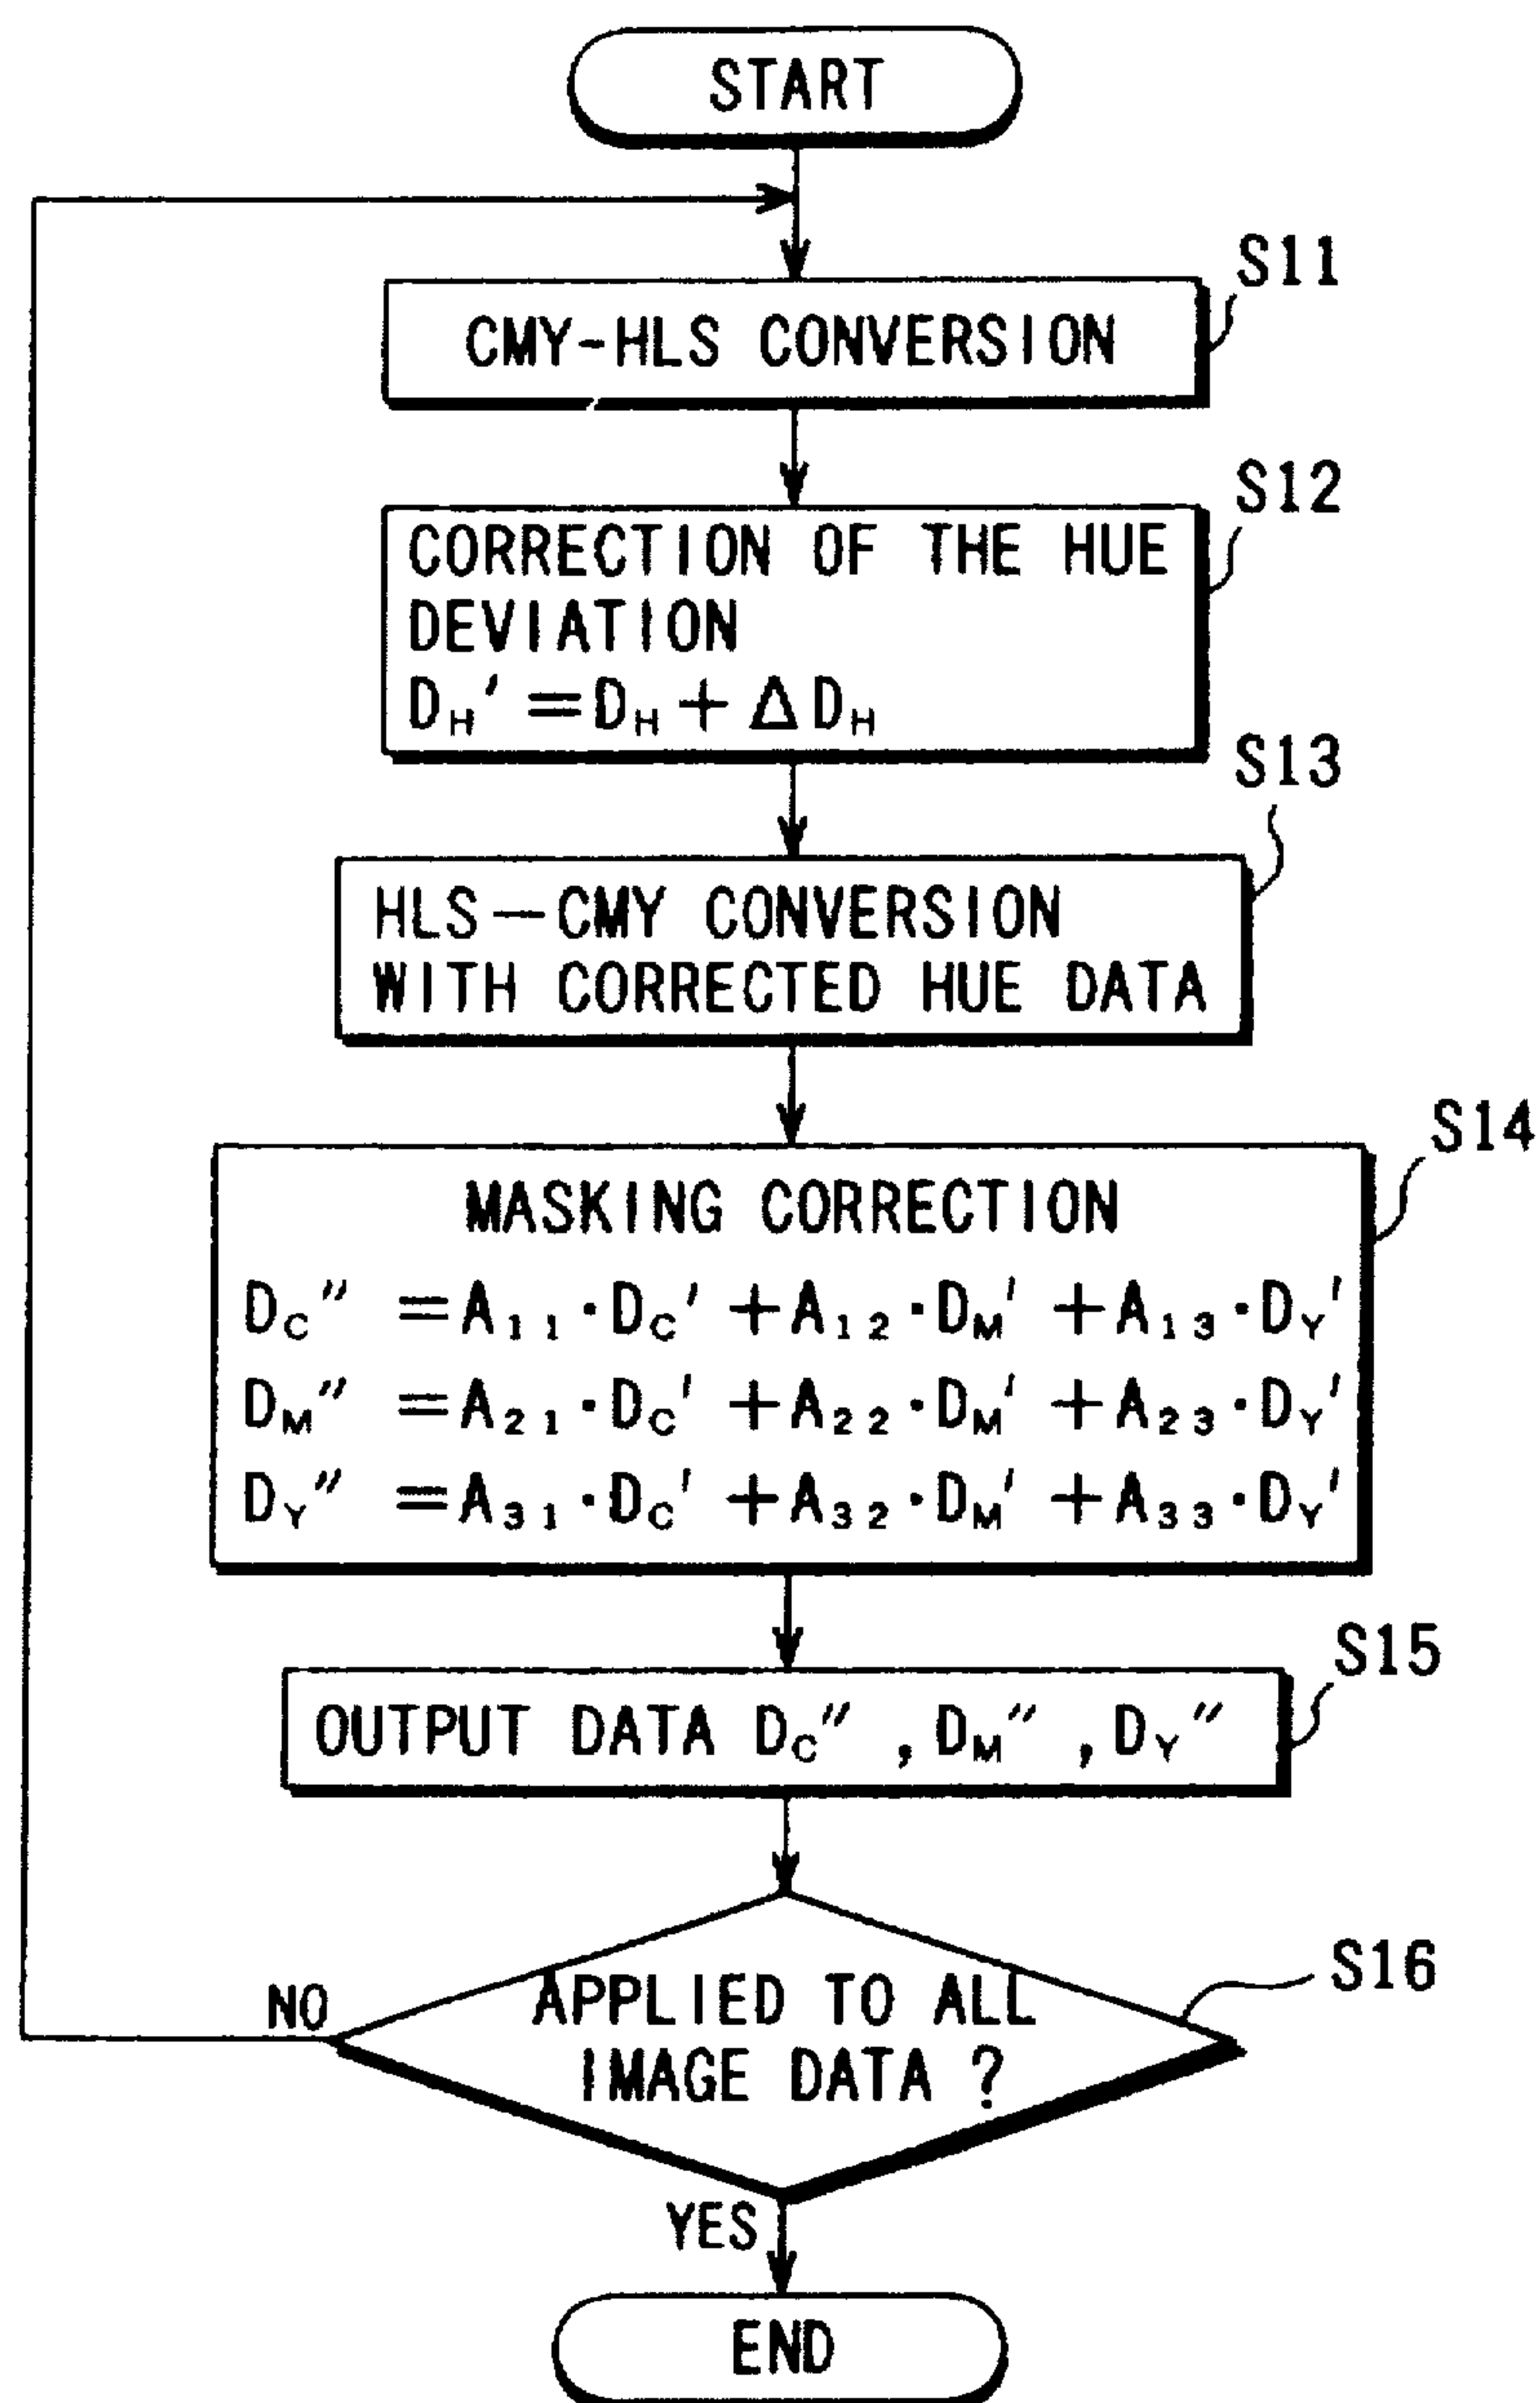 START
S11
CMY-HLS CONVERSION
S12
CORRECTION OF THE HUE
DEVIATION
D_H' = D_H + Δ D_H
S13
HLS—CMY CONVERSION
WITH CORRECTED HUE DATA
S14
MASKING CORRECTION
D_C'' = A_11 · D_C' + A_12 · D_M' + A_13 · D_Y'
D_M'' = A_21 · D_C' + A_22 · D_M' + A_23 · D_Y'
D_Y'' = A_31 · D_C' + A_32 · D_M' + A_33 · D_Y'
S15
OUTPUT DATA D_C'' , D_M'' , D_Y''
S16
NO
APPLIED TO ALL
IMAGE DATA ?
YES
END